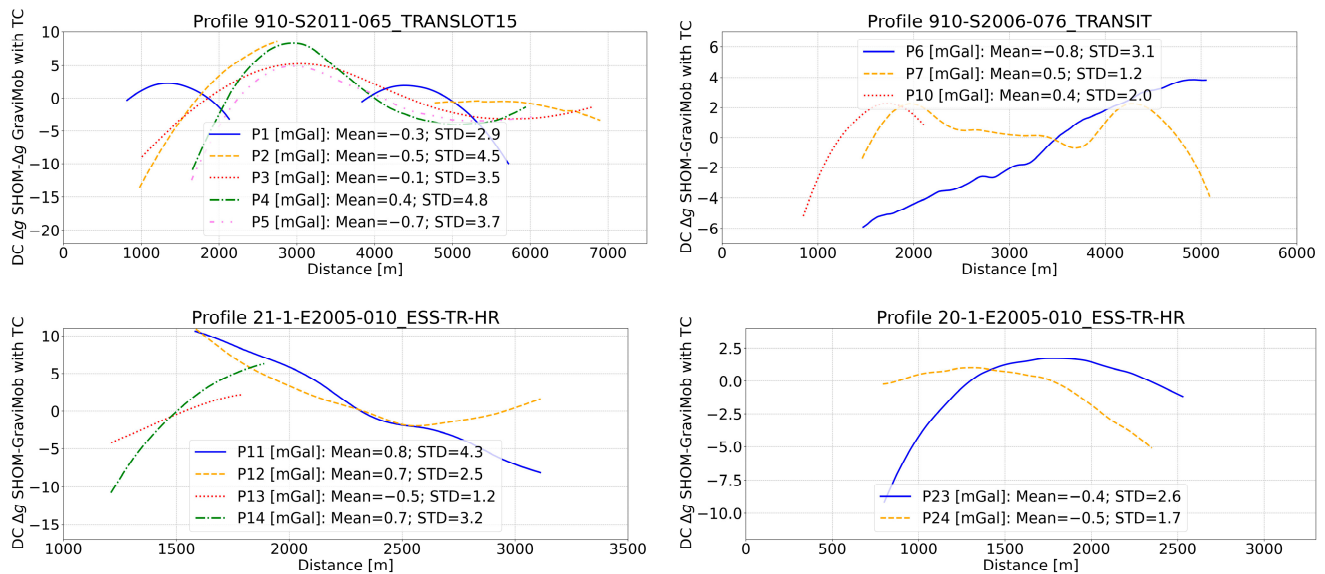 Profile 910-S2011-065_TRANSLOT15
DC Δg SHOM-Δg GraviMob with TC
10
5
0
−5
−10
−15
−20
P1 [mGal]: Mean=−0.3; STD=2.9
P2 [mGal]: Mean=−0.5; STD=4.5
P3 [mGal]: Mean=−0.1; STD=3.5
P4 [mGal]: Mean=0.4; STD=4.8
P5 [mGal]: Mean=−0.7; STD=3.7
0 1000 2000 3000 4000 5000 6000 7000
Distance [m]
Profile 910-S2006-076_TRANSIT
DC Δg SHOM-GraviMob with TC
6
4
2
0
−2
−4
−6
P6 [mGal]: Mean=−0.8; STD=3.1
P7 [mGal]: Mean=0.5; STD=1.2
P10 [mGal]: Mean=0.4; STD=2.0
0 1000 2000 3000 4000 5000 6000
Distance [m]
Profile 21-1-E2005-010_ESS-TR-HR
DC Δg SHOM-GraviMob with TC
10
5
0
−5
−10
−15
P11 [mGal]: Mean=0.8; STD=4.3
P12 [mGal]: Mean=0.7; STD=2.5
P13 [mGal]: Mean=−0.5; STD=1.2
P14 [mGal]: Mean=0.7; STD=3.2
1000 1500 2000 2500 3000 3500
Distance [m]
Profile 20-1-E2005-010_ESS-TR-HR
DC Δg SHOM-GraviMob with TC
2.5
0.0
−2.5
−5.0
−7.5
−10.0
P23 [mGal]: Mean=−0.4; STD=2.6
P24 [mGal]: Mean=−0.5; STD=1.7
0 500 1000 1500 2000 2500 3000
Distance [m]